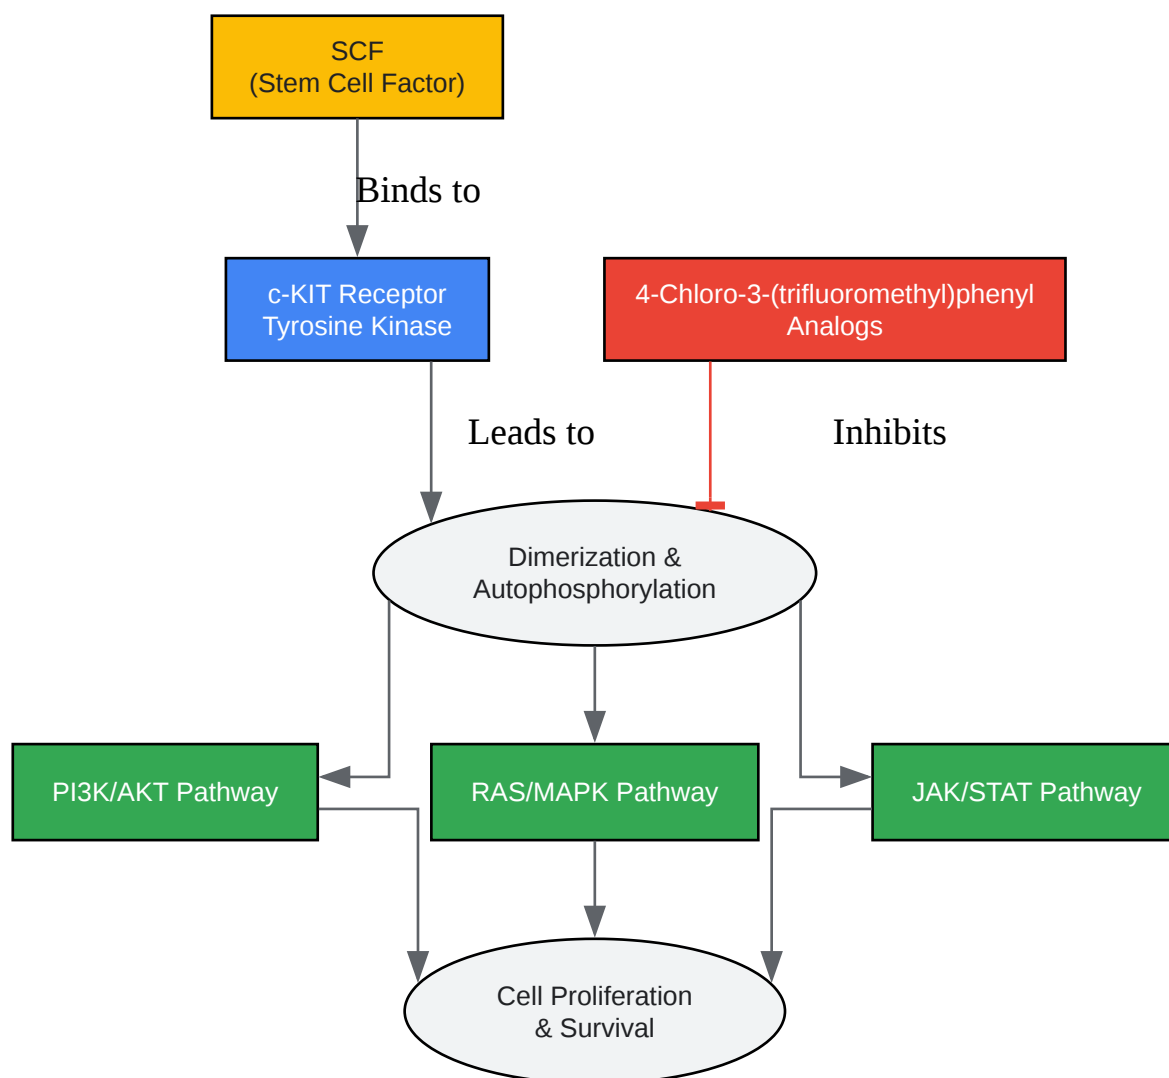 SCF
(Stem Cell Factor)
Binds to
c-KIT Receptor
Tyrosine Kinase
4-Chloro-3-(trifluoromethyl)phenyl
Analogs
Leads to
Inhibits
Dimerization &
Autophosphorylation
PI3K/AKT Pathway
RAS/MAPK Pathway
JAK/STAT Pathway
Cell Proliferation
& Survival